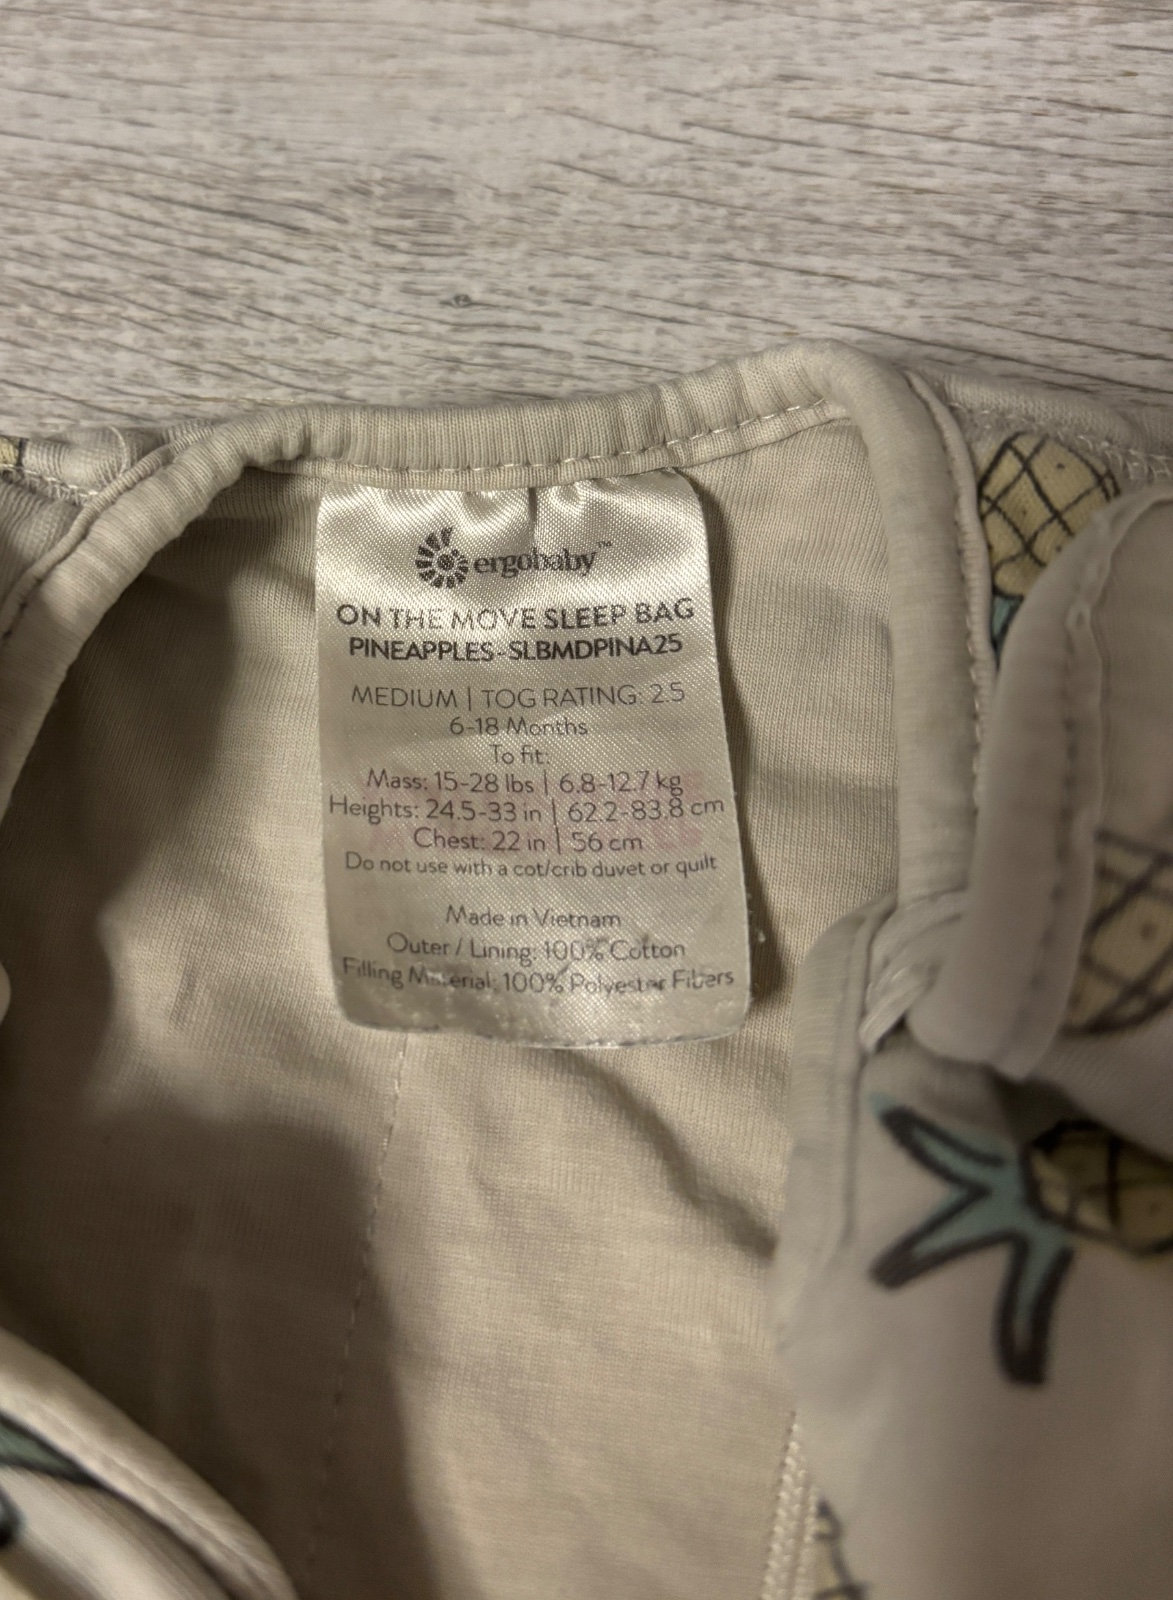 ergobaby™
ON THE MOVE SLEEP BAG
PINEAPPLES-SLBMDPINA25
MEDIUM | TOG RATING: 2.5
6-18 Months
To fit:
Mass: 15-28 lbs | 6.8-12.7 kg
Heights: 24.5-33 in | 62.2-83.8 cm
Chest: 22 in | 56 cm
Do not use with a cot/crib duvet or quilt
Made in Vietnam
Outer / Lining: 100% Cotton
Filling Material: 100% Polyester Fibers